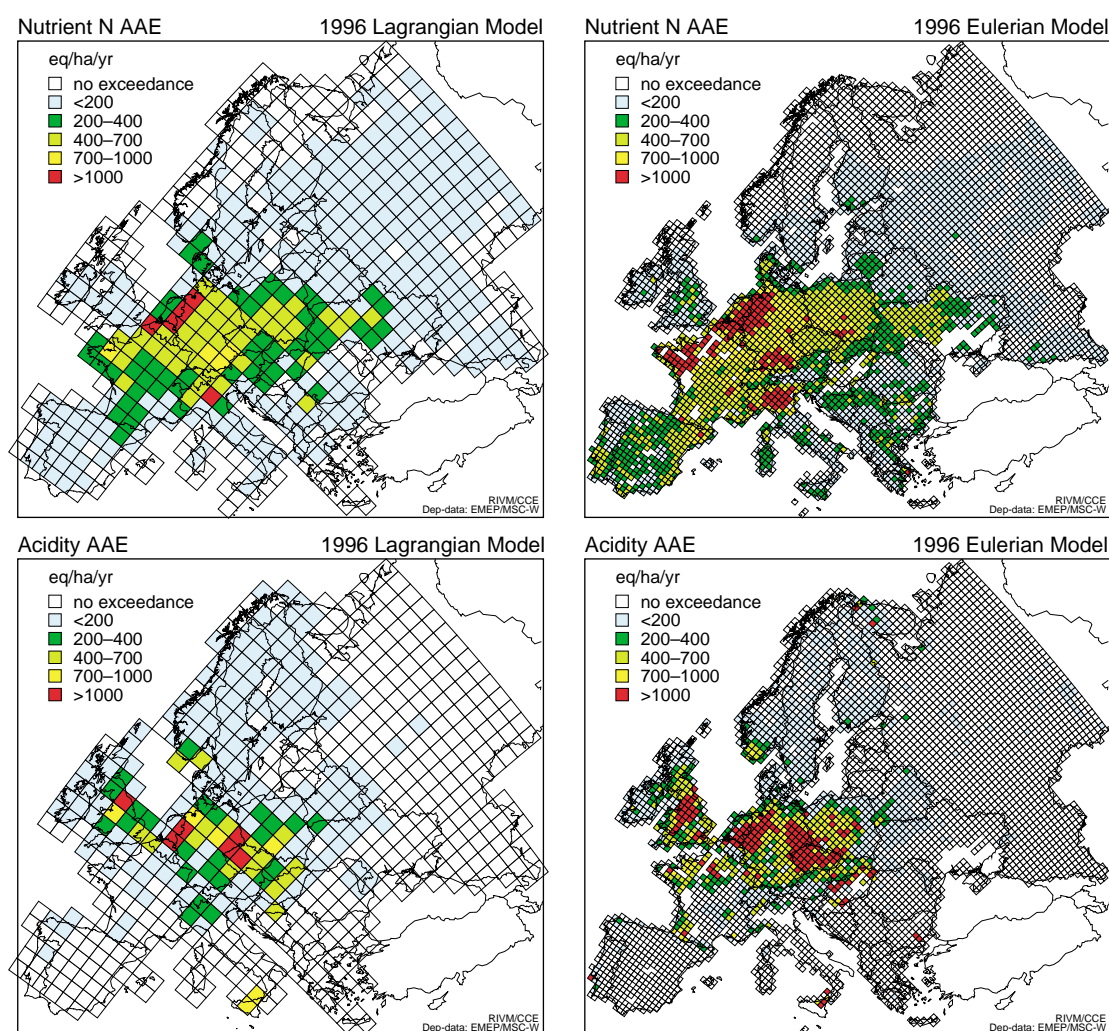 Nutrient N AAE 1996 Lagrangian Model
eq/ha/yr
no exceedance
<200
200–400
400–700
700–1000
>1000
RIVM/CCE
Dep-data: EMEP/MSC-W
Nutrient N AAE 1996 Eulerian Model
eq/ha/yr
no exceedance
<200
200–400
400–700
700–1000
>1000
RIVM/CCE
Dep-data: EMEP/MSC-W
Acidity AAE 1996 Lagrangian Model
eq/ha/yr
no exceedance
<200
200–400
400–700
700–1000
>1000
RIVM/CCE
Dep-data: EMEP/MSC-W
Acidity AAE 1996 Eulerian Model
eq/ha/yr
no exceedance
<200
200–400
400–700
700–1000
>1000
RIVM/CCE
Dep-data: EMEP/MSC-W